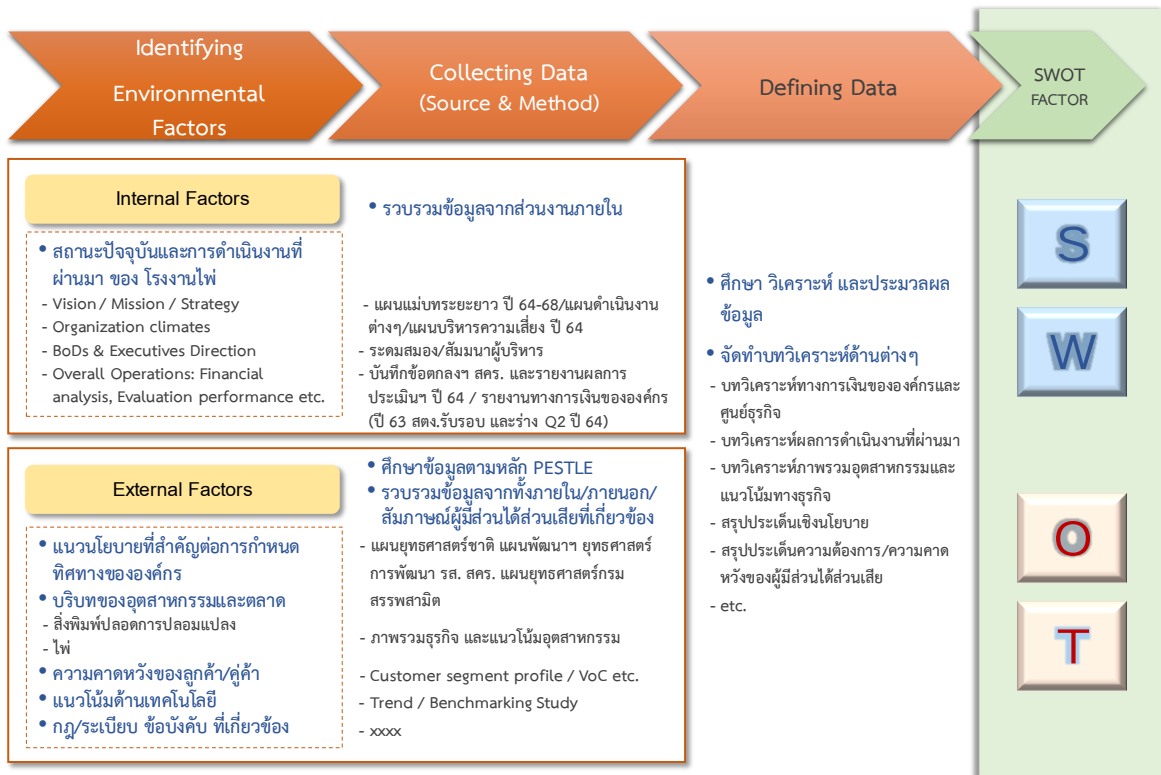 Identifying
Environmental
Factors
Collecting Data
(Source & Method)
Defining Data
SWOT
FACTOR
Internal Factors
• สถานะปัจจุบันและการดำเนินงานที่
ผ่านมา ของ โรงงานไพ่
- Vision / Mission / Strategy
- Organization climates
- BoDs & Executives Direction
- Overall Operations: Financial
analysis, Evaluation performance etc.
• รวบรวมข้อมูลจากส่วนงานภายใน
- แผนแม่บทระยะยาว ปี 64-68/แผนดำเนินงาน
ต่างๆ/แผนบริหารความเสี่ยง ปี 64
- ระดมสมอง/สัมมนาผู้บริหาร
- บันทึกข้อตกลงฯ สคร. และรายงานผลการ
ประเมินฯ ปี 64 / รายงานทางการเงินขององค์กร
(ปี 63 สตง.รับรอบ และร่าง Q2 ปี 64)
External Factors
• แนวนโยบายที่สำคัญต่อการกำหนด
ทิศทางขององค์กร
• บริบทของอุตสาหกรรมและตลาด
- สิ่งพิมพ์ปลอดการปลอมแปลง
- ไพ่
• ความคาดหวังของลูกค้า/คู่ค้า
• แนวโน้มด้านเทคโนโลยี
• กฎ/ระเบียบ ข้อบังคับ ที่เกี่ยวข้อง
• ศึกษาข้อมูลตามหลัก PESTLE
• รวบรวมข้อมูลจากทั้งภายใน/ภายนอก/
สัมภาษณ์ผู้มีส่วนได้ส่วนเสียที่เกี่ยวข้อง
- แผนยุทธศาสตร์ชาติ แผนพัฒนาฯ ยุทธศาสตร์
การพัฒนา รส. สคร. แผนยุทธศาสตร์กรม
สรรพสามิต
- ภาพรวมธุรกิจ และแนวโน้มอุตสาหกรรม
- Customer segment profile / VoC etc.
- Trend / Benchmarking Study
- xxxx
• ศึกษา วิเคราะห์ และประมวลผล
ข้อมูล
• จัดทำบทวิเคราะห์ด้านต่างๆ
- บทวิเคราะห์ทางการเงินขององค์กรและ
ศูนย์ธุรกิจ
- บทวิเคราะห์ผลการดำเนินงานที่ผ่านมา
- บทวิเคราะห์ภาพรวมอุตสาหกรรมและ
แนวโน้มทางธุรกิจ
- สรุปประเด็นเชิงนโยบาย
- สรุปประเด็นความต้องการ/ความคาด
หวังของผู้มีส่วนได้ส่วนเสีย
- etc.
S
W
O
T